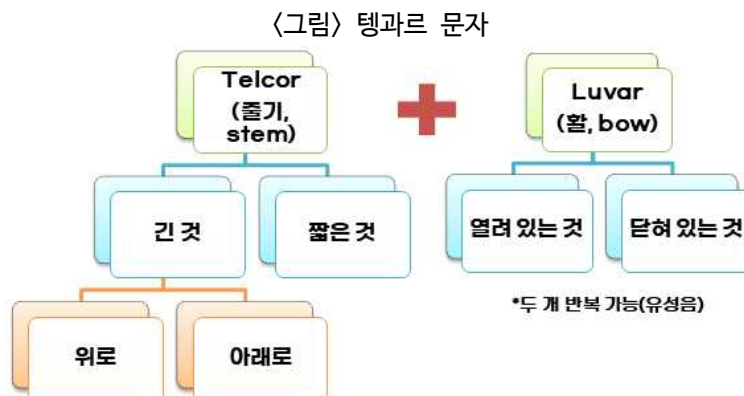 〈그림〉 텡과르 문자
Telcor
(줄기,
stem)
Luvar
(활, bow)
긴 것
짧은 것
열려 있는 것
닫혀 있는 것
*두 개 반복 가능(유성음)
위로
아래로